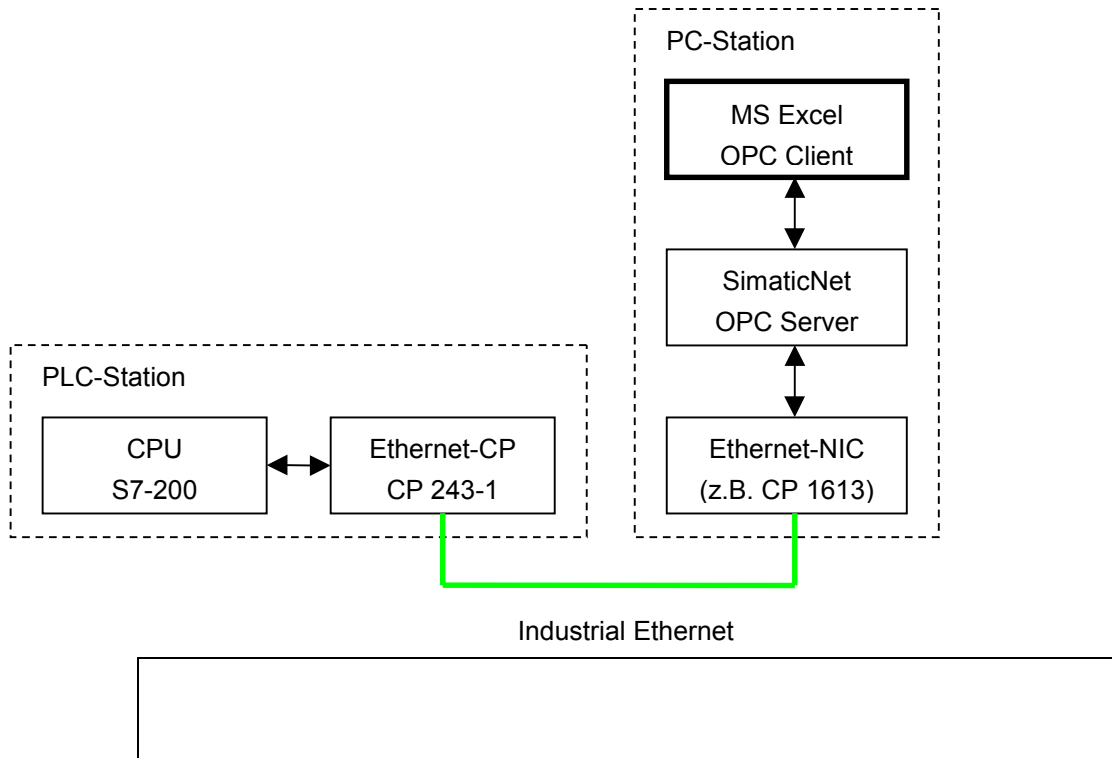 PC-Station
MS Excel
OPC Client
SimaticNet
OPC Server
PLC-Station
CPU
S7-200
Ethernet-CP
CP 243-1
Ethernet-NIC
(z.B. CP 1613)
Industrial Ethernet